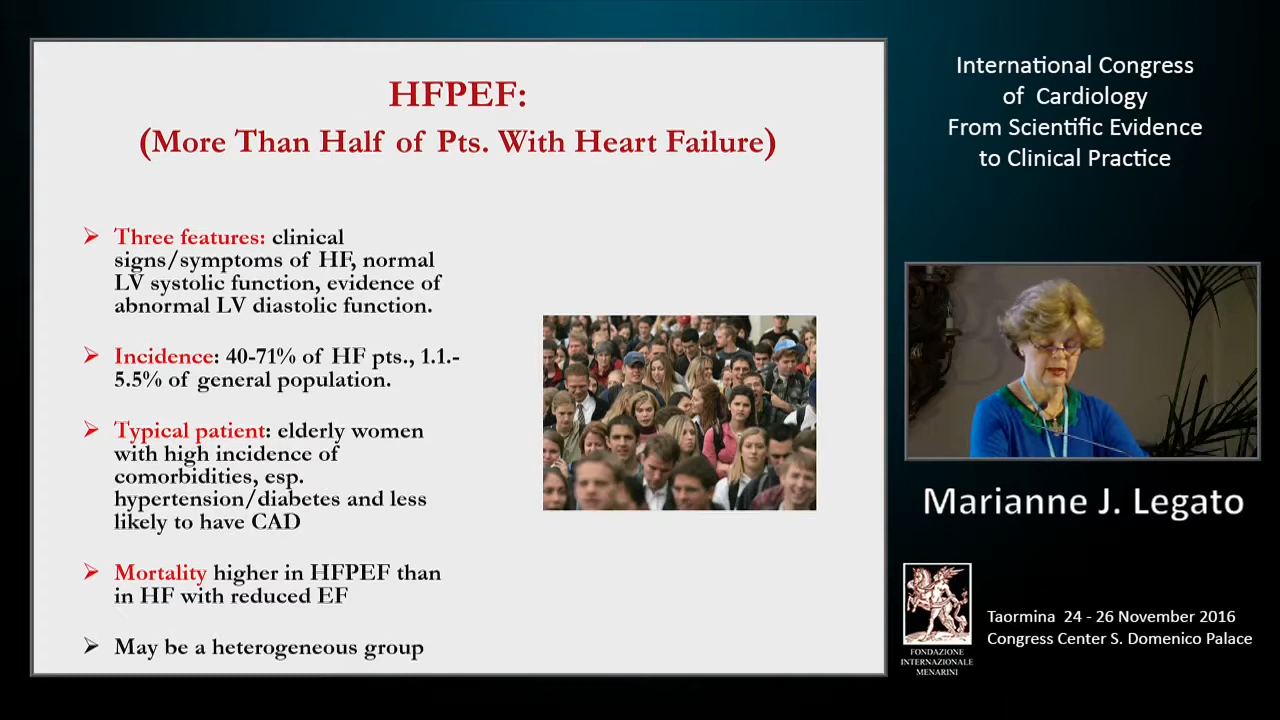 HFPEF:
(More Than Half of Pts. With Heart Failure)
Three features: clinical
signs/symptoms of HF, normal
LV systolic function, evidence of
abnormal LV diastolic function.
Incidence: 40-71% of HF pts., 1.1.-
5.5% of general population.
Typical patient: elderly women
with high incidence of
comorbidities, esp.
hypertension/diabetes and less
likely to have CAD
Mortality higher in HFPEF than
in HF with reduced EF
May be a heterogeneous group
International Congress
of Cardiology
From Scientific Evidence
to Clinical Practice
Marianne J. Legato
FONDAZIONE
INTERNAZIONALE
MENARINI
Taormina 24 - 26 November 2016
Congress Center S. Domenico Palace